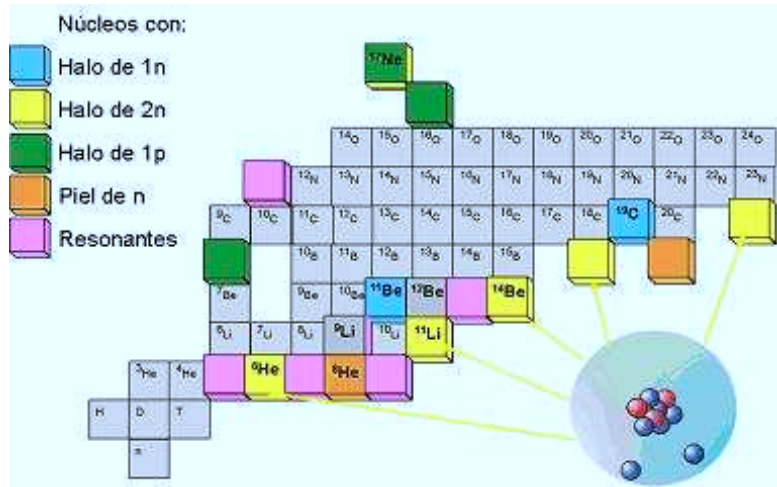 Núcleos con:
Halo de 1n
Halo de 2n
Halo de 1p
Piel de n
Resonantes
¹⁷Ne
¹⁴O ¹⁵O ¹⁶O ¹⁷O ¹⁸O ¹⁹O ²⁰O ²¹O ²²O ²³O ²⁴O
¹²N ¹³N ¹⁴N ¹⁵N ¹⁶N ¹⁷N ¹⁸N ¹⁹N ²⁰N ²¹N ²²N ²³N
⁹C ¹⁰C ¹¹C ¹²C ¹³C ¹⁴C ¹⁵C ¹⁶C ¹⁷C ¹⁸C ¹⁹C ²⁰C
¹⁰B ¹¹B ¹²B ¹³B ¹⁴B ¹⁵B
⁷Be ⁹Be ¹⁰Be ¹¹Be ¹²Be ¹⁴Be
⁶Li ⁷Li ⁸Li ⁹Li ¹⁰Li ¹¹Li
³He ⁴He ⁶He ⁸He
H D T
n